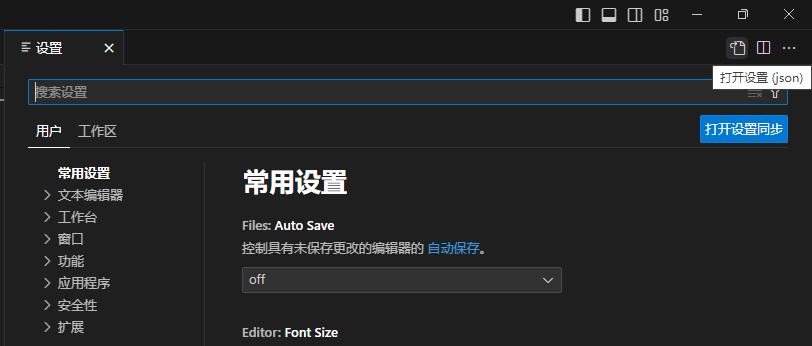 设置
打开设置 (json)
搜索设置
用户 工作区
打开设置同步
常用设置
文本编辑器
工作台
窗口
功能
应用程序
安全性
扩展
常用设置
Files: Auto Save
控制具有未保存更改的编辑器的 自动保存。
off
Editor: Font Size